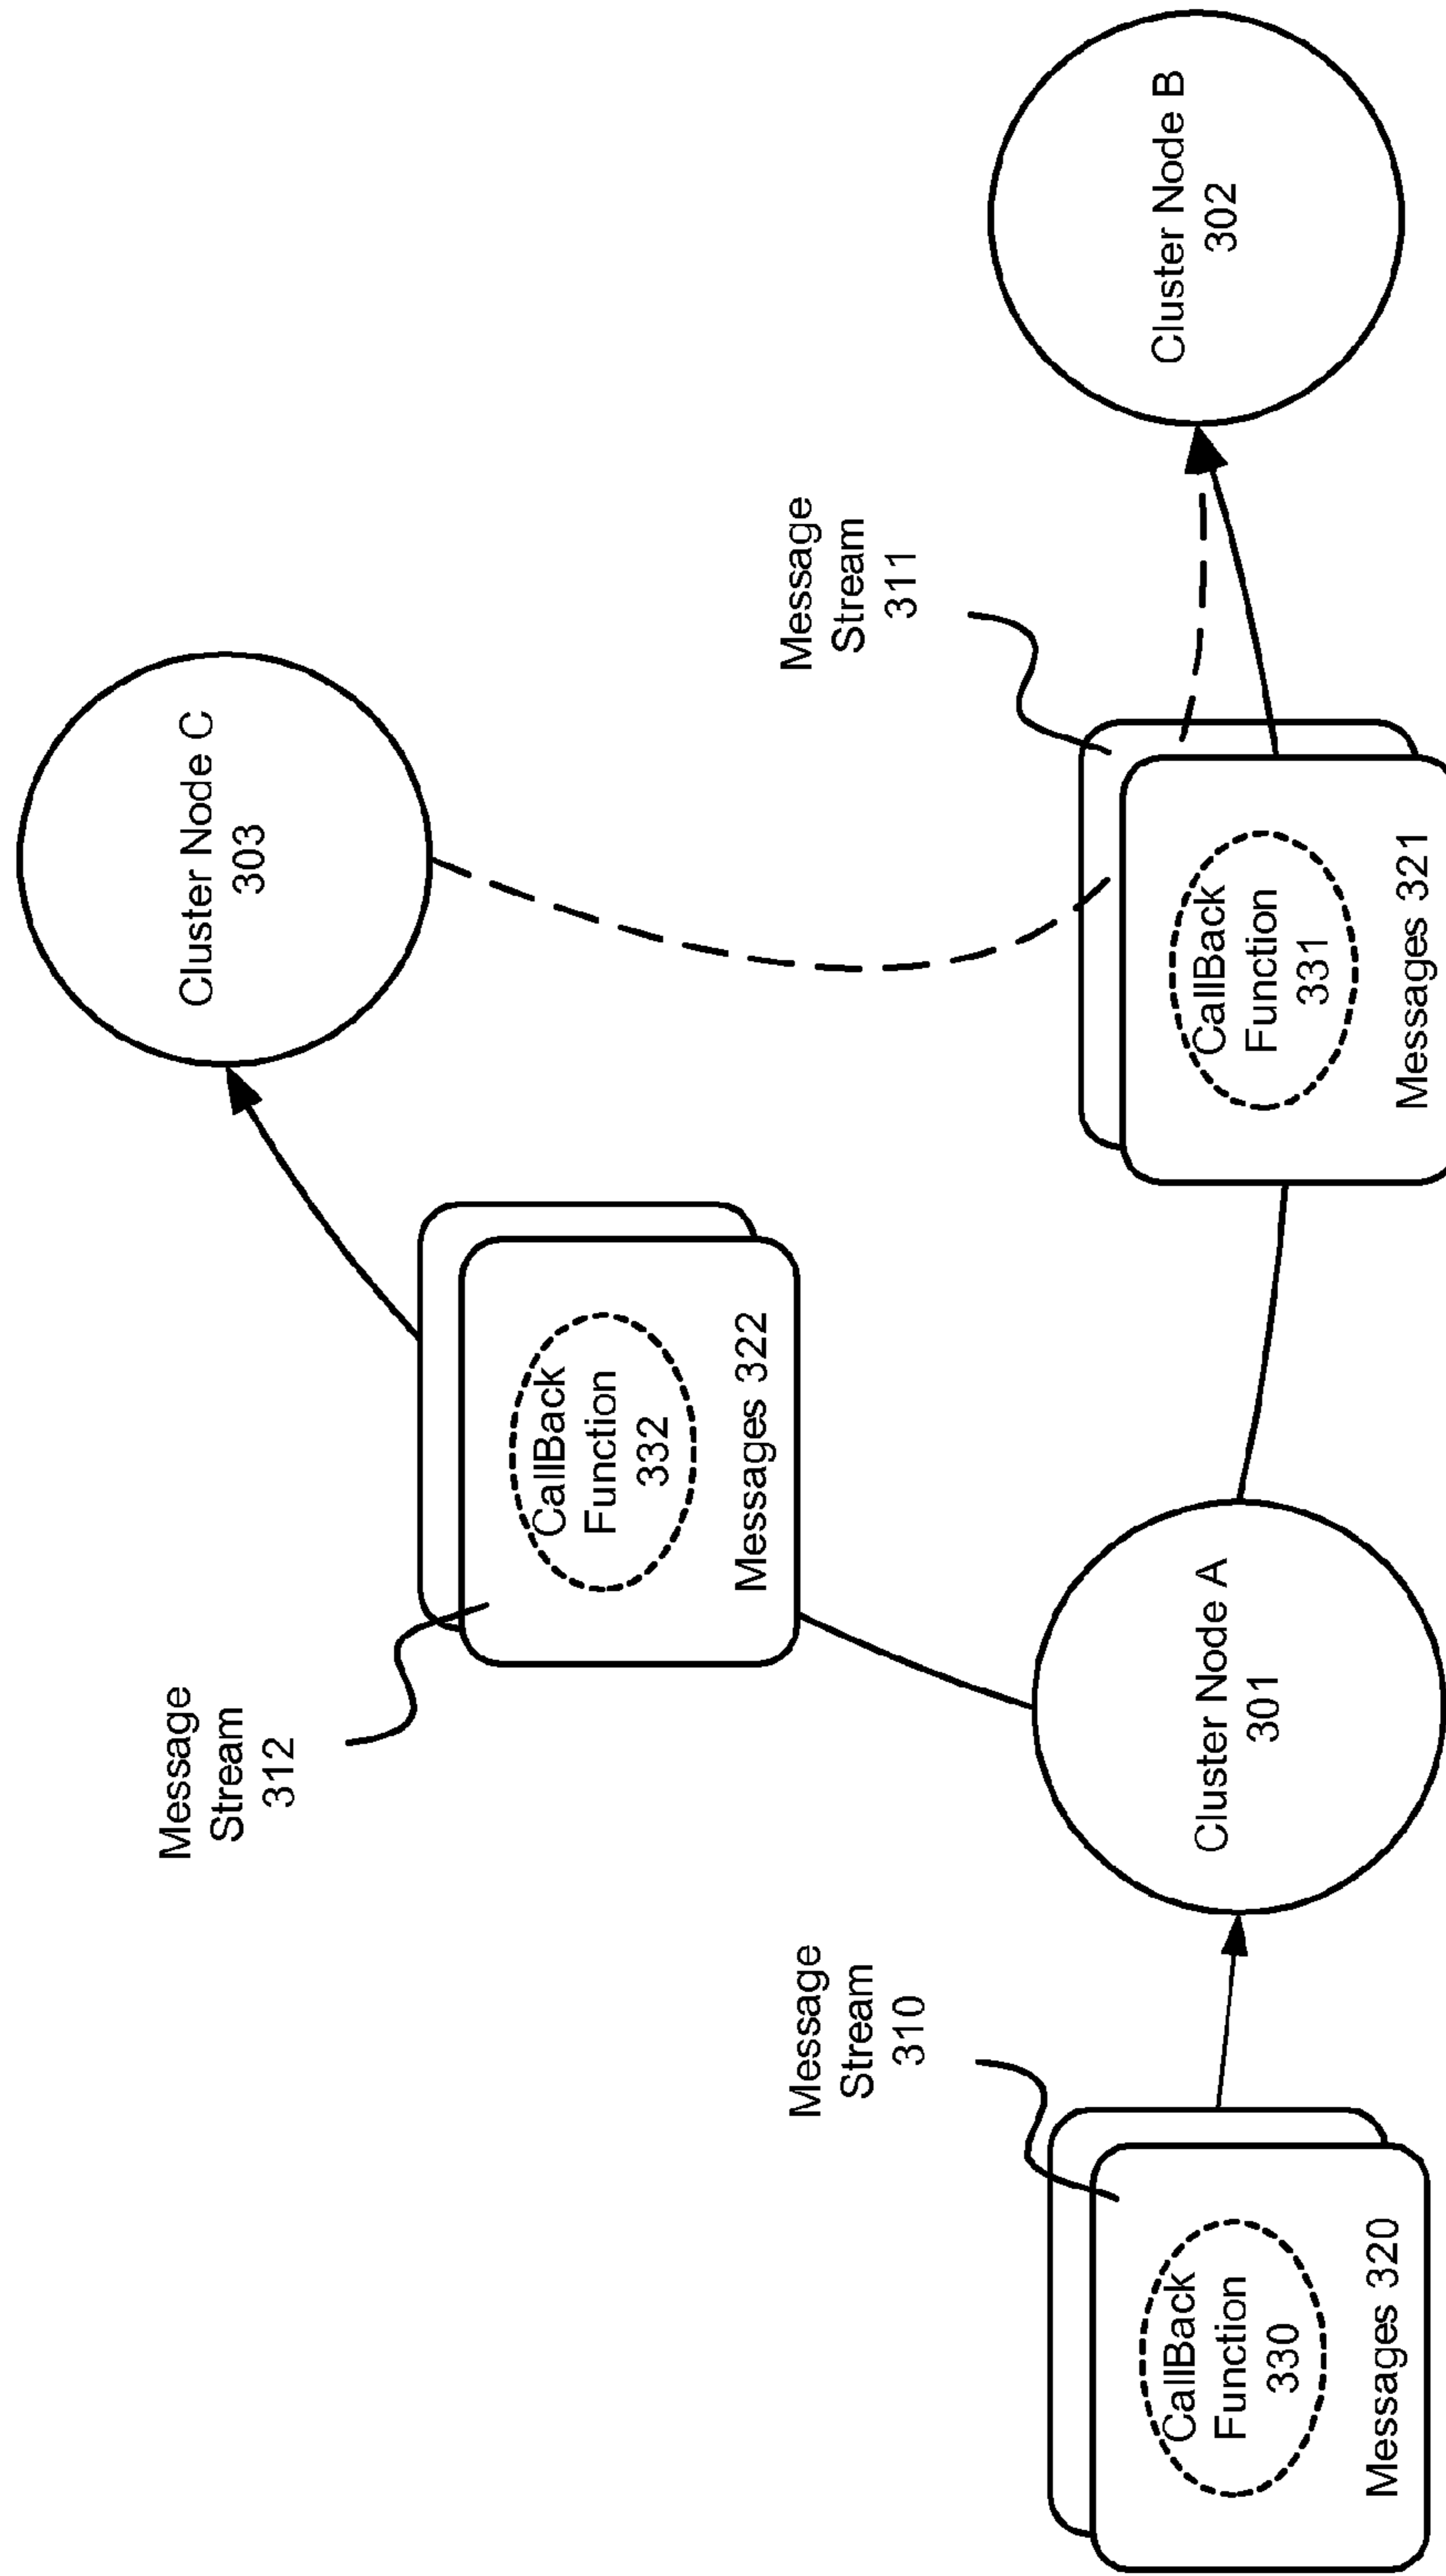 Cluster Node C
303
Message
Stream
312
CallBack
Function
332
Messages 322
Message
Stream
311
Message
Stream
310
CallBack
Function
330
Messages 320
Cluster Node A
301
CallBack
Function
331
Messages 321
Cluster Node B
302